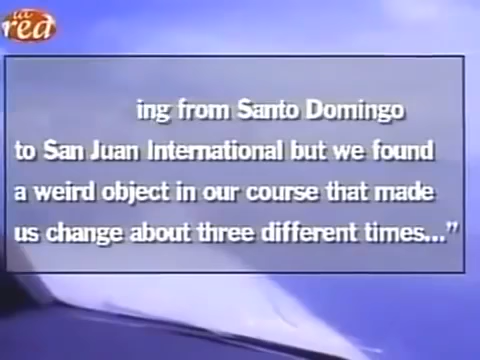 la
red
ing from Santo Domingo
to San Juan International but we found
a weird object in our course that made
us change about three different times..."